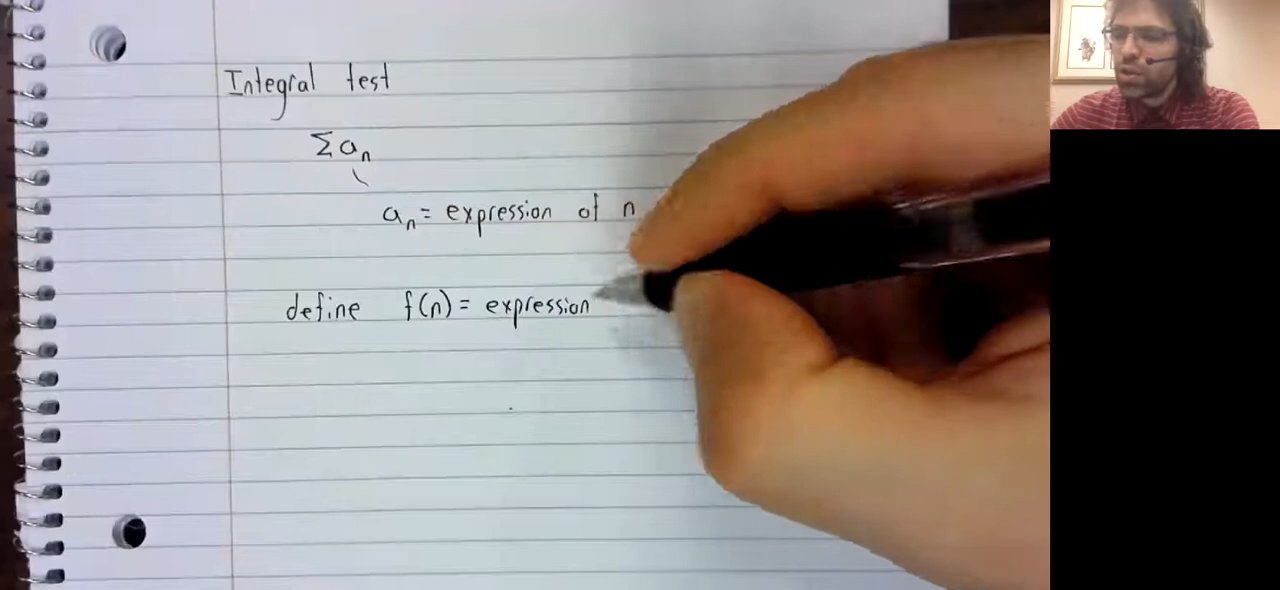 Integral test
Σaₙ
aₙ = expression of n
define f(n) = expression